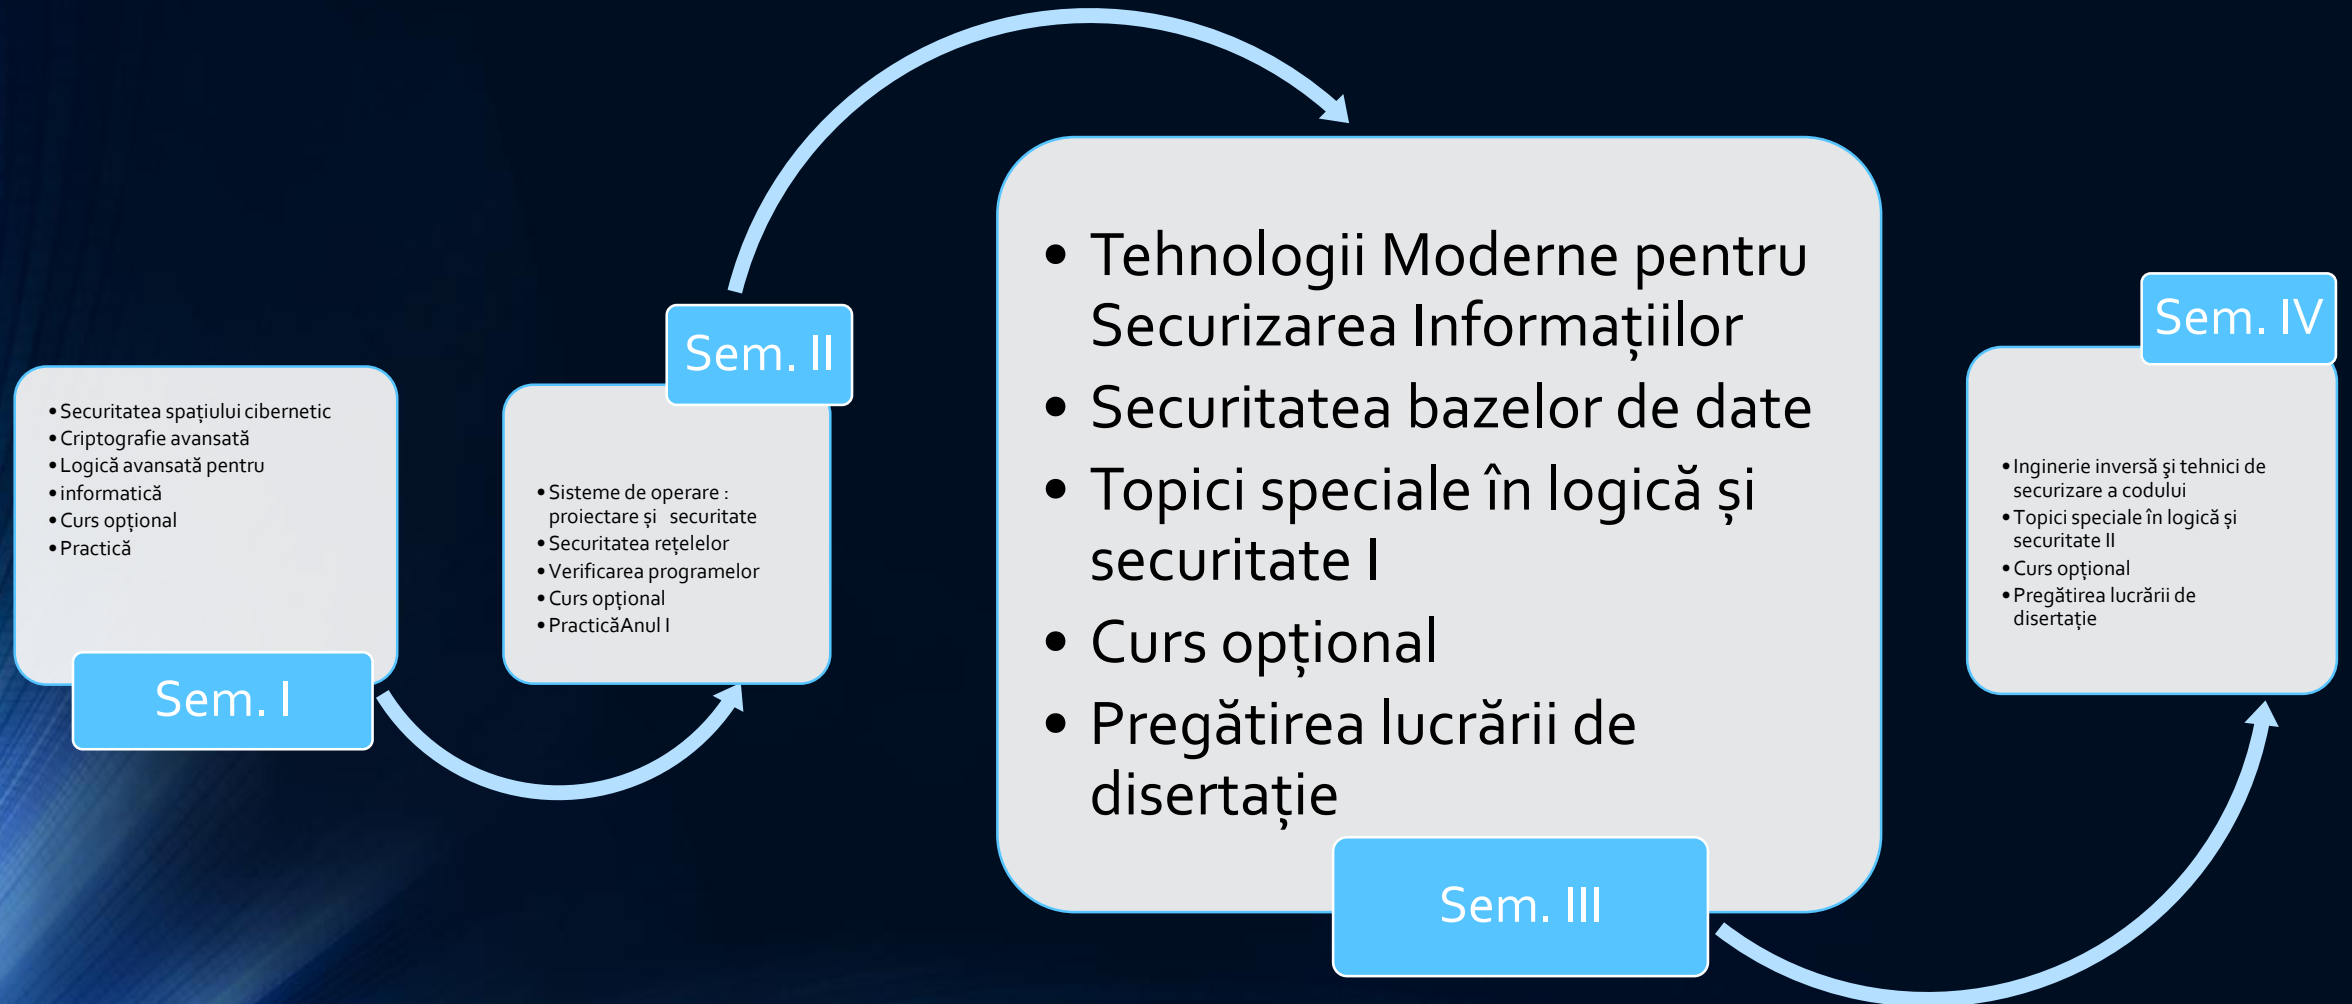 •Securitatea spațiului cibernetic
•Criptografie avansată
•Logică avansată pentru
•informatică
•Curs opțional
•Practică
Sem. I
Sem. II
•Sisteme de operare :
proiectare și securitate
•Securitatea rețelelor
•Verificarea programelor
•Curs opțional
•PracticăAnul I
• Tehnologii Moderne pentru
Securizarea Informațiilor
• Securitatea bazelor de date
• Topici speciale în logică și
securitate I
• Curs opțional
• Pregătirea lucrării de
disertație
Sem. III
Sem. IV
•Inginerie inversă şi tehnici de
securizare a codului
•Topici speciale în logică și
securitate II
•Curs opțional
•Pregătirea lucrării de
disertație